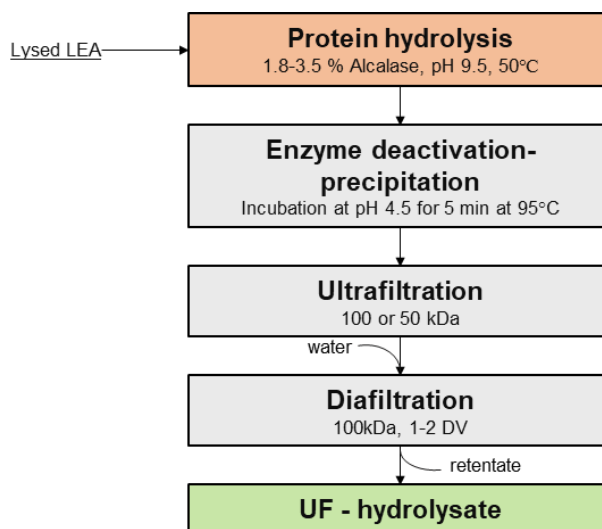 Lysed LEA
Protein hydrolysis
1.8-3.5 % Alcalase, pH 9.5, 50°C
Enzyme deactivation-
precipitation
Incubation at pH 4.5 for 5 min at 95°C
Ultrafiltration
100 or 50 kDa
water
Diafiltration
100kDa, 1-2 DV
retentate
UF - hydrolysate